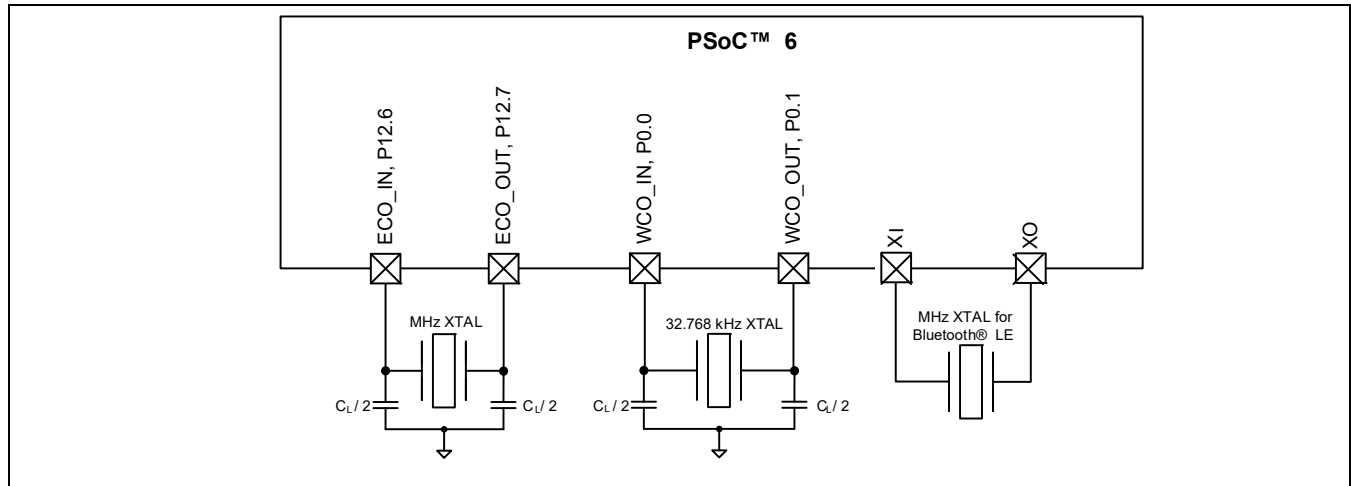 PSoC™ 6
ECO_IN, P12.6
ECO_OUT, P12.7
WCO_IN, P0.0
WCO_OUT, P0.1
XI
XO
MHz XTAL
32.768 kHz XTAL
MHz XTAL for
Bluetooth® LE
CL/ 2
CL/ 2
CL/ 2
CL/ 2